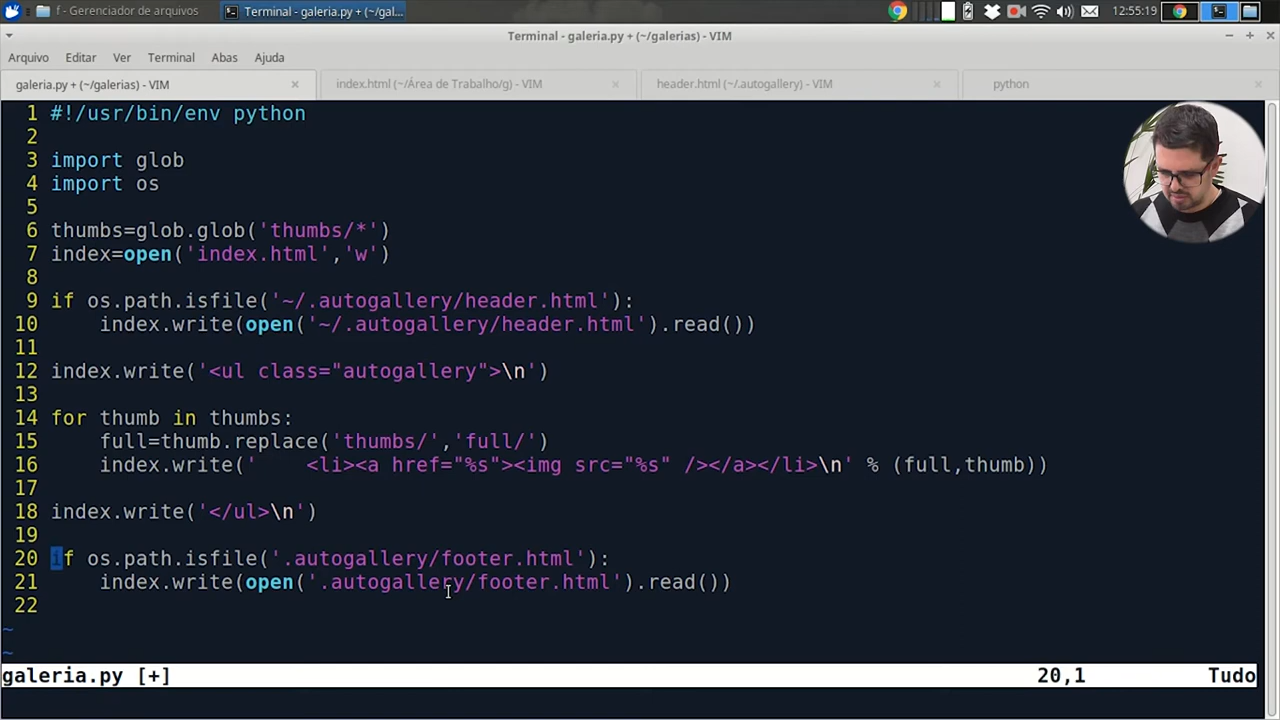 f - Gerenciador de arquivos
Terminal - galeria.py + (~/gal...
12:55:19
Terminal - galeria.py + (~/galerias) - VIM
Arquivo Editar Ver Terminal Abas Ajuda
galeria.py + (~/galerias) - VIM
index.html (~/Área de Trabalho/g) - VIM
header.html (~/.autogallery) - VIM
python
1 #!/usr/bin/env python
2
3 import glob
4 import os
5
6 thumbs=glob.glob('thumbs/*')
7 index=open('index.html','w')
8
9 if os.path.isfile('~/.autogallery/header.html'):
10     index.write(open('~/.autogallery/header.html').read())
11
12 index.write('<ul class="autogallery">\n')
13
14 for thumb in thumbs:
15     full=thumb.replace('thumbs/','full/')
16     index.write('    <li><a href="%s"><img src="%s" /></a></li>\n' % (full,thumb))
17
18 index.write('</ul>\n')
19
20 if os.path.isfile('.autogallery/footer.html'):
21     index.write(open('.autogallery/footer.html').read())
22
~
~
galeria.py [+] 20,1 Tudo